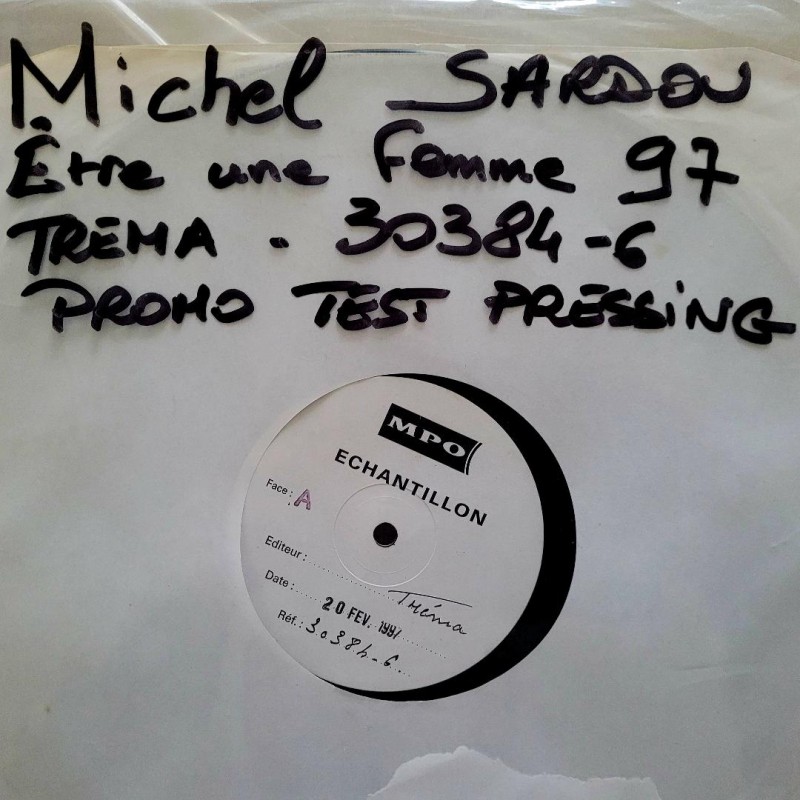 Michel SARDOU
Être une Femme 97
TREMA . 30384-6
PROMO TEST PRESSING
MPO
ECHANTILLON
Face : A
Editeur : Tréma
Date : 20 FEV. 1997
Réf. : 30384-6